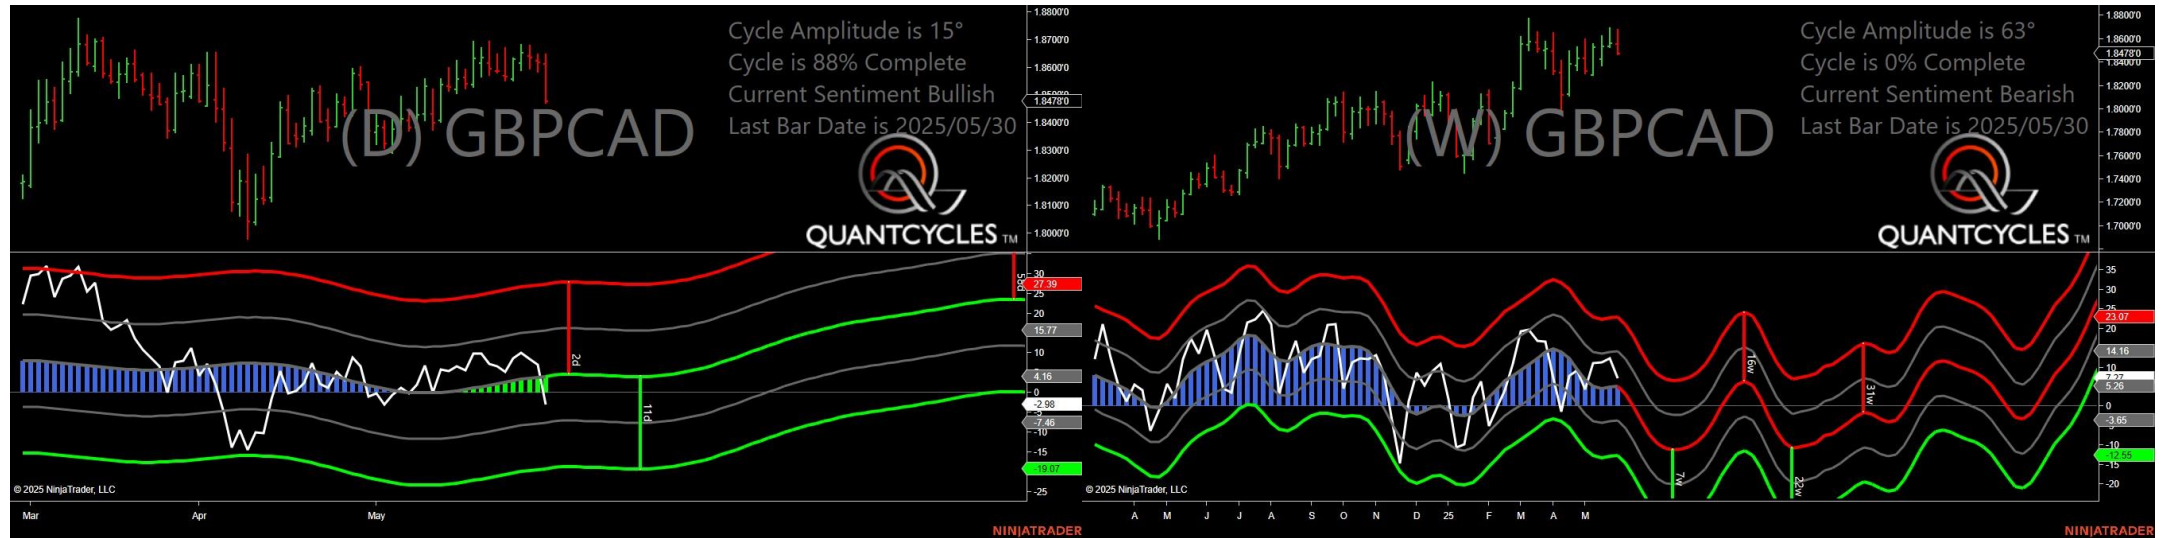 Cycle Amplitude is 15°
Cycle is 88% Complete
Current Sentiment Bullish
Last Bar Date is 2025/05/30
(D) GBPCAD
QUANTCYCLES TM
1.8800'0
1.8700'0
1.8600'0
1.8478'0
1.8400'0
1.8300'0
1.8200'0
1.8100'0
1.8000'0
2d
11d
30
27.39
25
20
15.77
10
4.16
0
-2.98
-7.46
-10
-15
-19.07
-25
© 2025 NinjaTrader, LLC
Mar Apr May
NINJATRADER
Cycle Amplitude is 63°
Cycle is 0% Complete
Current Sentiment Bearish
Last Bar Date is 2025/05/30
(W) GBPCAD
QUANTCYCLES TM
1.8800'0
1.8600'0
1.8478'0
1.8400'0
1.8200'0
1.8000'0
1.7800'0
1.7600'0
1.7400'0
1.7200'0
1.7000'0
16w
31w
7w
22w
35
30
23.07
20
14.16
10
7.27
5.26
0
-3.65
-10
-12.55
-15
-20
© 2025 NinjaTrader, LLC
A M J J A S O N D 25 F M A M
NINJATRADER